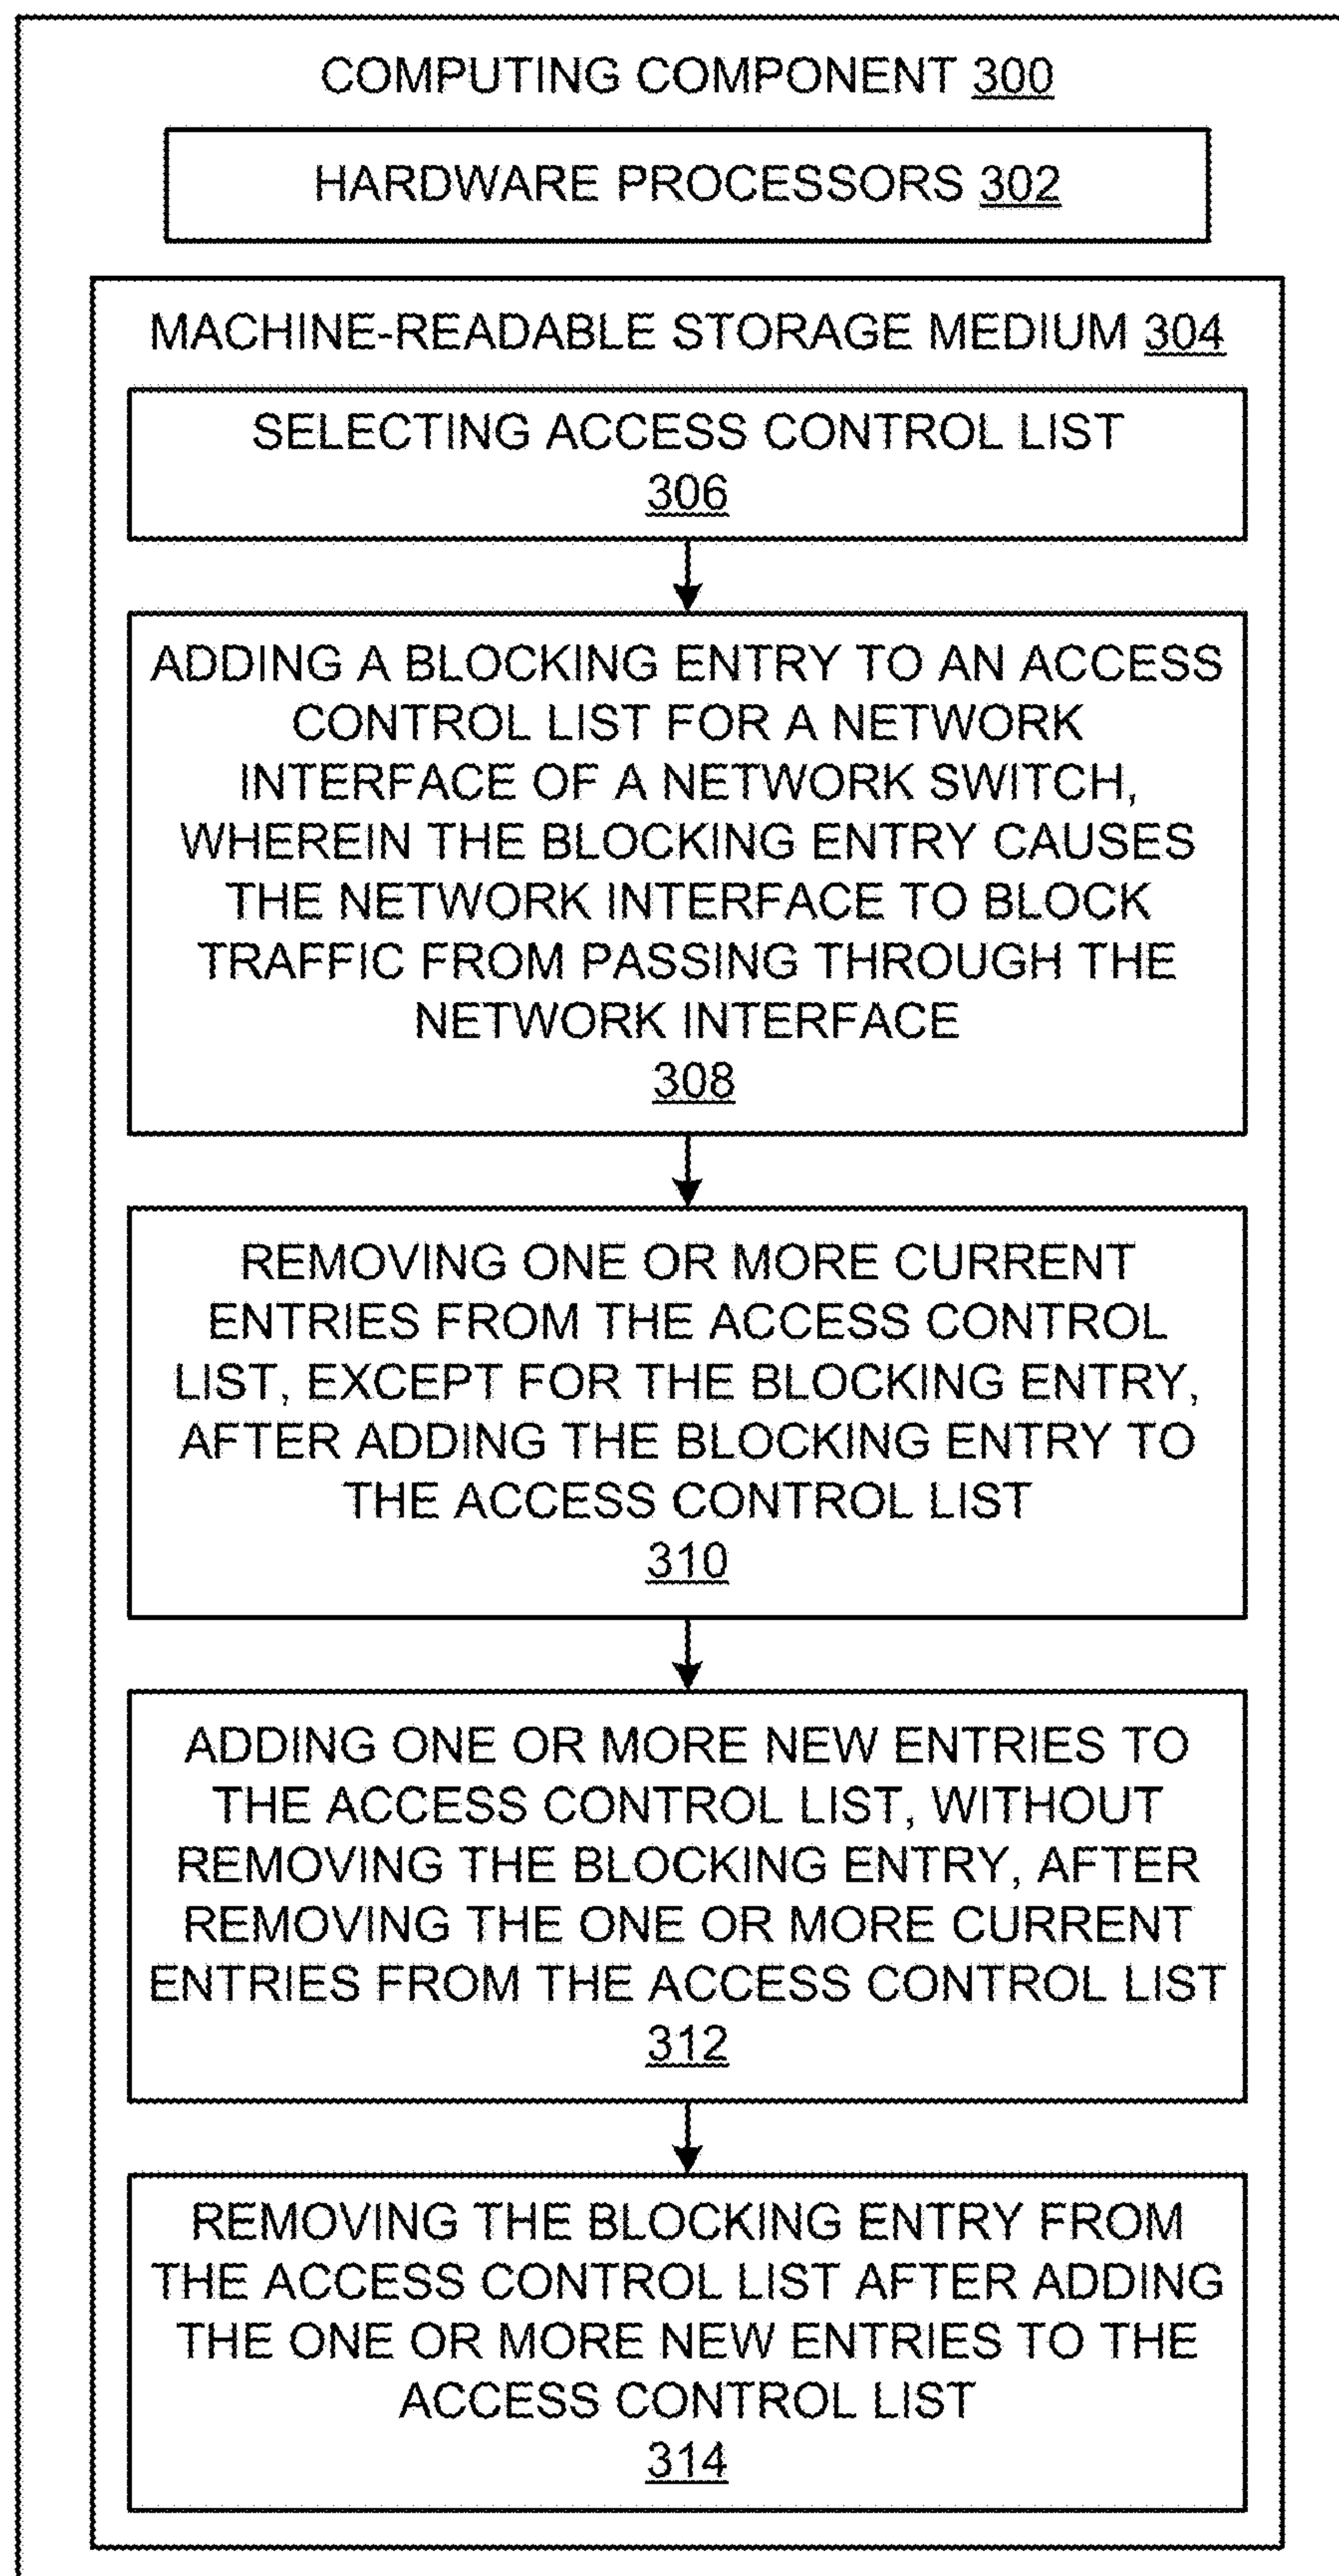 COMPUTING COMPONENT 300
HARDWARE PROCESSORS 302
MACHINE-READABLE STORAGE MEDIUM 304
SELECTING ACCESS CONTROL LIST
306
ADDING A BLOCKING ENTRY TO AN ACCESS
CONTROL LIST FOR A NETWORK
INTERFACE OF A NETWORK SWITCH,
WHEREIN THE BLOCKING ENTRY CAUSES
THE NETWORK INTERFACE TO BLOCK
TRAFFIC FROM PASSING THROUGH THE
NETWORK INTERFACE
308
REMOVING ONE OR MORE CURRENT
ENTRIES FROM THE ACCESS CONTROL
LIST, EXCEPT FOR THE BLOCKING ENTRY,
AFTER ADDING THE BLOCKING ENTRY TO
THE ACCESS CONTROL LIST
310
ADDING ONE OR MORE NEW ENTRIES TO
THE ACCESS CONTROL LIST, WITHOUT
REMOVING THE BLOCKING ENTRY, AFTER
REMOVING THE ONE OR MORE CURRENT
ENTRIES FROM THE ACCESS CONTROL LIST
312
REMOVING THE BLOCKING ENTRY FROM
THE ACCESS CONTROL LIST AFTER ADDING
THE ONE OR MORE NEW ENTRIES TO THE
ACCESS CONTROL LIST
314